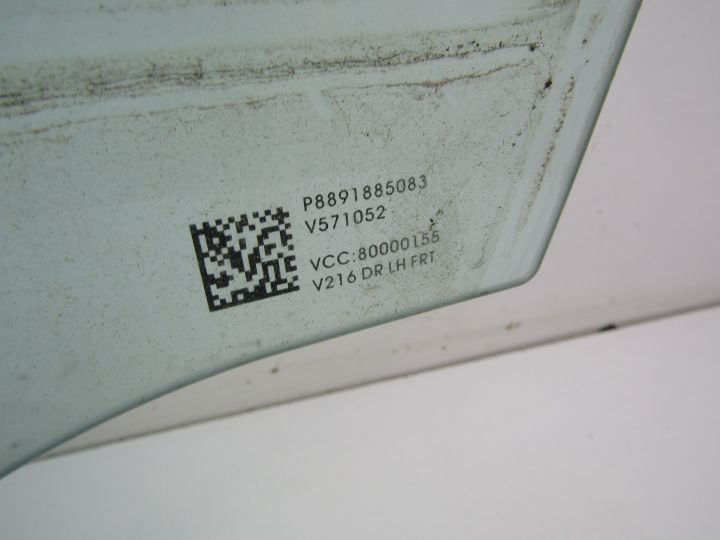 P8891885083
V571052
VCC:80000155
V216 DR LH FRT